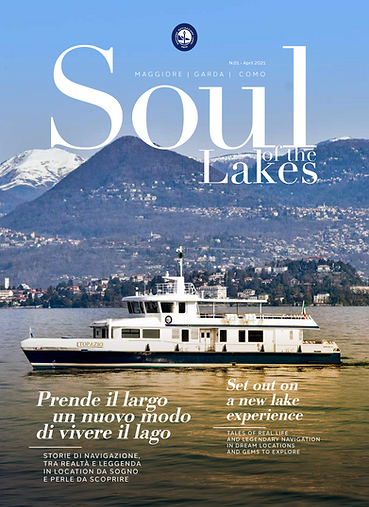 N.01 - April 2021
MAGGIORE | GARDA | COMO
Soul
of the
Lakes
TOPAZIO
Prende il largo
un nuovo modo
di vivere il lago
STORIE DI NAVIGAZIONE,
TRA REALTÀ E LEGGENDA
IN LOCATION DA SOGNO
E PERLE DA SCOPRIRE
Set out on
a new lake
experience
TALES OF REAL LIFE
AND LEGENDARY NAVIGATION
IN DREAM LOCATIONS
AND GEMS TO EXPLORE